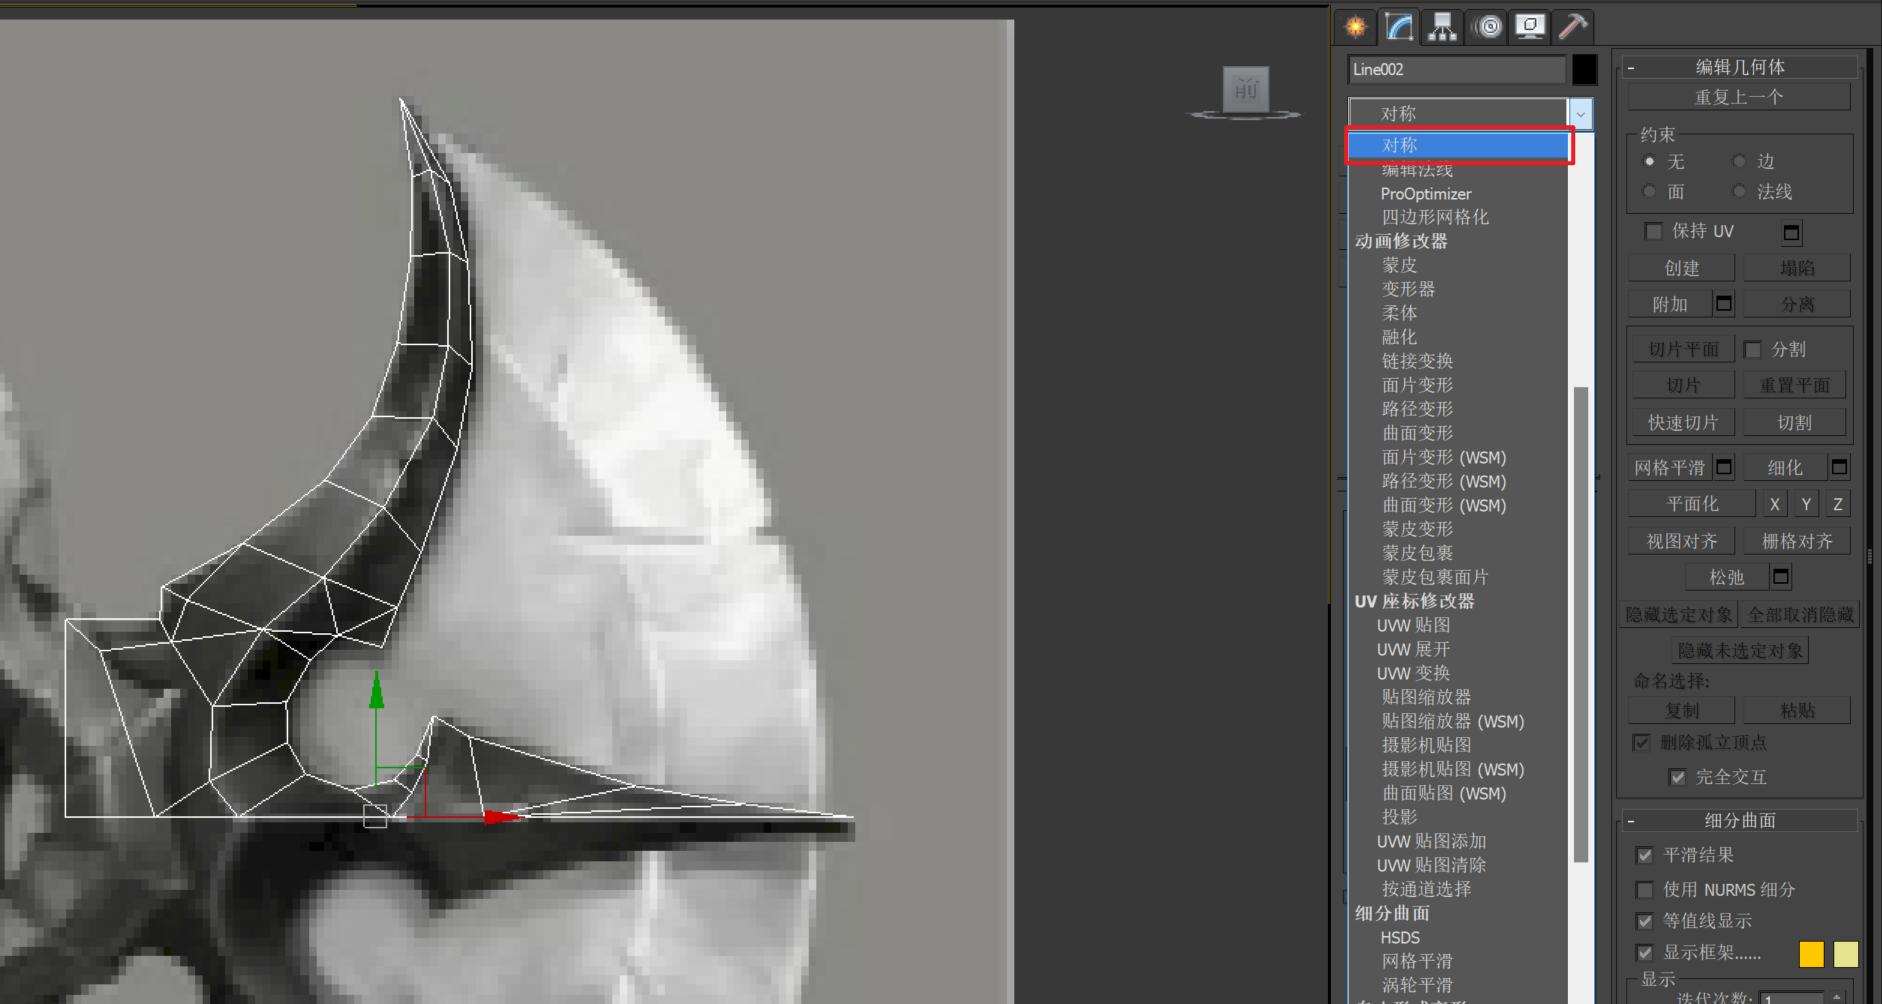 Line002
对称
对称
编辑法线
ProOptimizer
四边形网格化
动画修改器
蒙皮
变形器
柔体
融化
链接变换
面片变形
路径变形
曲面变形
面片变形 (WSM)
路径变形 (WSM)
曲面变形 (WSM)
蒙皮变形
蒙皮包裹
蒙皮包裹面片
UV 座标修改器
UVW 贴图
UVW 展开
UVW 变换
贴图缩放器
贴图缩放器 (WSM)
摄影机贴图
摄影机贴图 (WSM)
曲面贴图 (WSM)
投影
UVW 贴图添加
UVW 贴图清除
按通道选择
细分曲面
HSDS
网格平滑
涡轮平滑
- 编辑几何体
重复上一个
约束
无 边
面 法线
保持 UV
创建 塌陷
附加 分离
切片平面 分割
切片 重置平面
快速切片 切割
网格平滑 细化
平面化 X Y Z
视图对齐 栅格对齐
松弛
隐藏选定对象 全部取消隐藏
隐藏未选定对象
命名选择:
复制 粘贴
删除孤立顶点
完全交互
- 细分曲面
平滑结果
使用 NURMS 细分
等值线显示
显示框架......
显示
迭代次数: 1